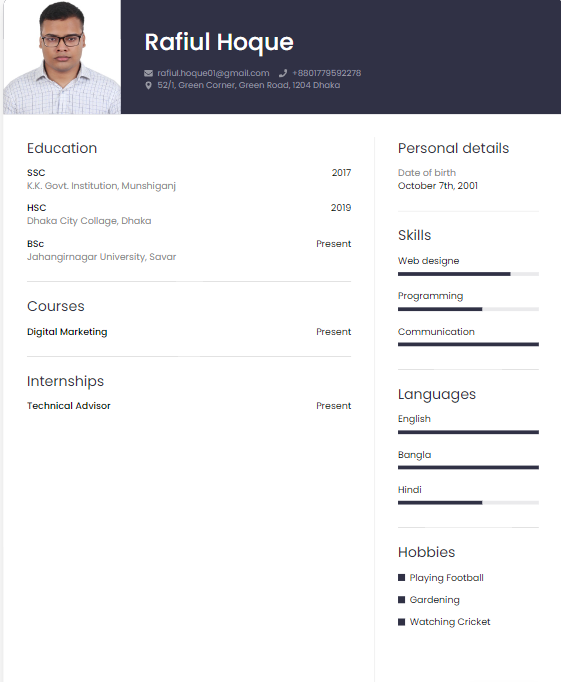 Rafiul Hoque
rafiul.hoque01@gmail.com +8801779592278
52/1, Green Corner, Green Road, 1204 Dhaka
Education
SSC 2017
K.K. Govt. Institution, Munshiganj
HSC 2019
Dhaka City Collage, Dhaka
BSc Present
Jahangirnagar University, Savar
Courses
Digital Marketing Present
Internships
Technical Advisor Present
Personal details
Date of birth
October 7th, 2001
Skills
Web designe
Programming
Communication
Languages
English
Bangla
Hindi
Hobbies
Playing Football
Gardening
Watching Cricket